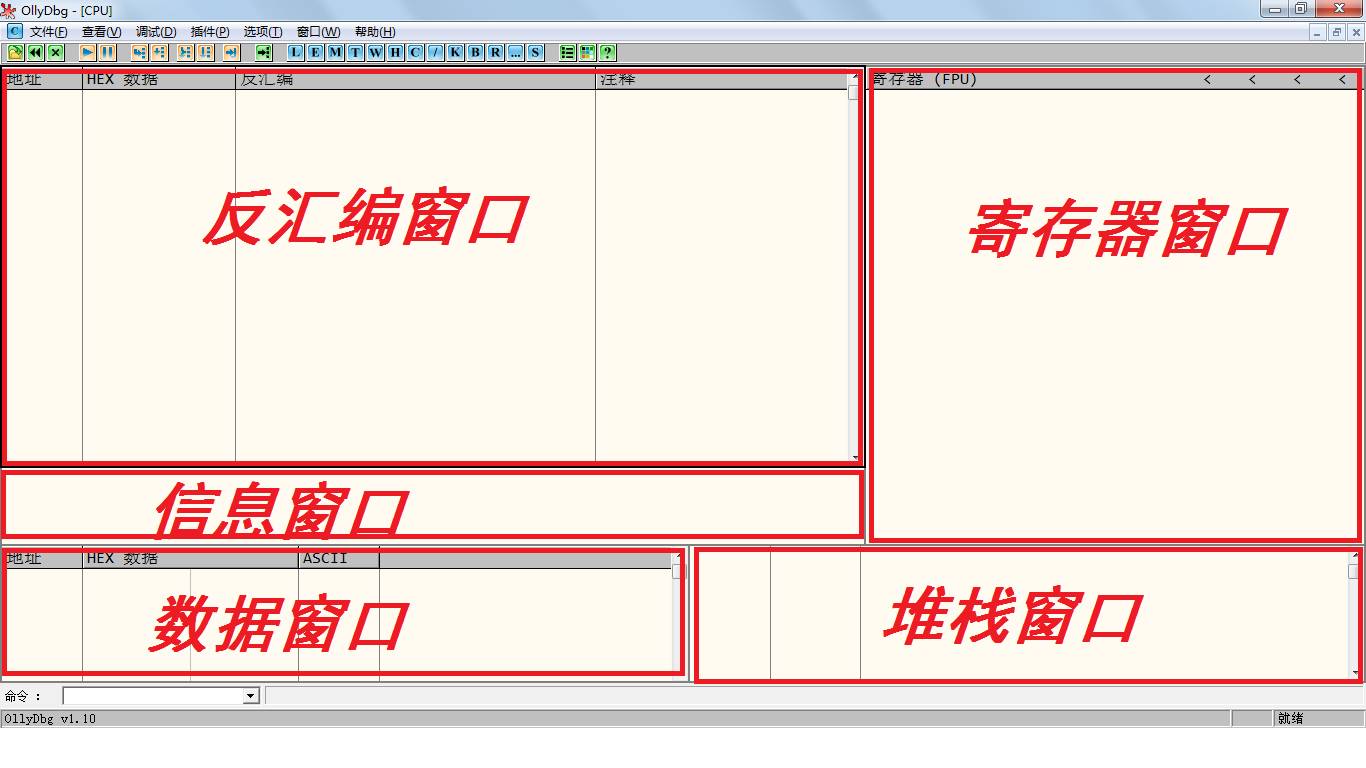 OllyDbg - [CPU]
C 文件(F) 查看(V) 调试(D) 插件(P) 选项(T) 窗口(W) 帮助(H)
L E M T W H C / K B R ... S ?
地址 HEX 数据 反汇编 注释
寄存器 (FPU) < < < <
反汇编窗口
寄存器窗口
信息窗口
地址 HEX 数据 ASCII
数据窗口
堆栈窗口
命令 :
OllyDbg v1.10 就绪